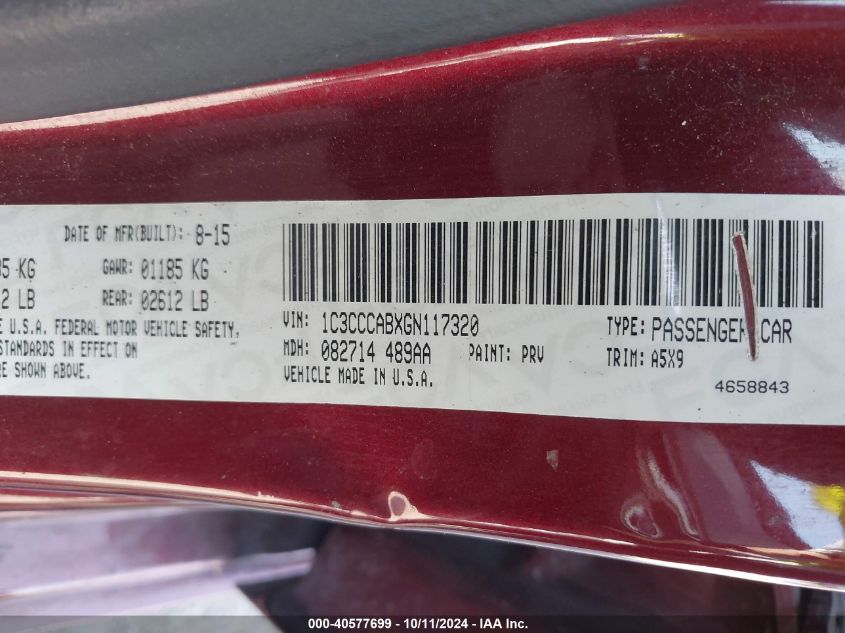 DATE OF MFR(BUILT): 8-15
KG GAWR: 01185 KG
LB REAR: 02612 LB
U.S.A. FEDERAL MOTOR VEHICLE SAFETY,
STANDARDS IN EFFECT ON
SHOWN ABOVE.
VIN: 1C3CCCABXGN117320 TYPE: PASSENGER CAR
MDH: 082714 489AA PAINT: PRV TRIM: A5X9
VEHICLE MADE IN U.S.A.
4658843
000-40577699 - 10/11/2024 - IAA Inc.